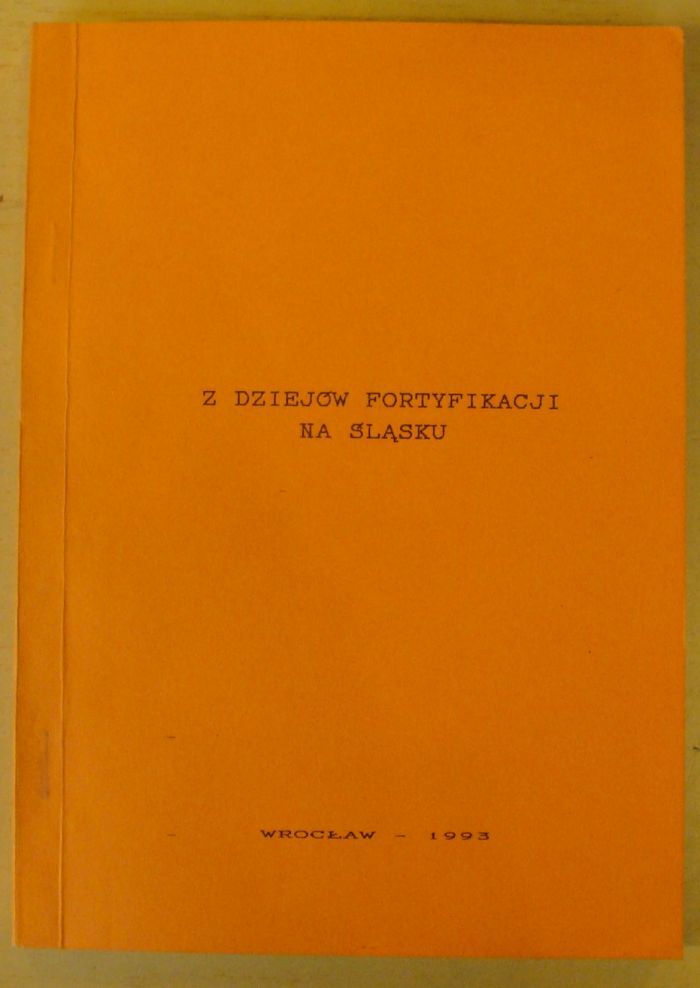 Z DZIEJÓW FORTYFIKACJI
NA ŚLĄSKU
WROCŁAW - 1993